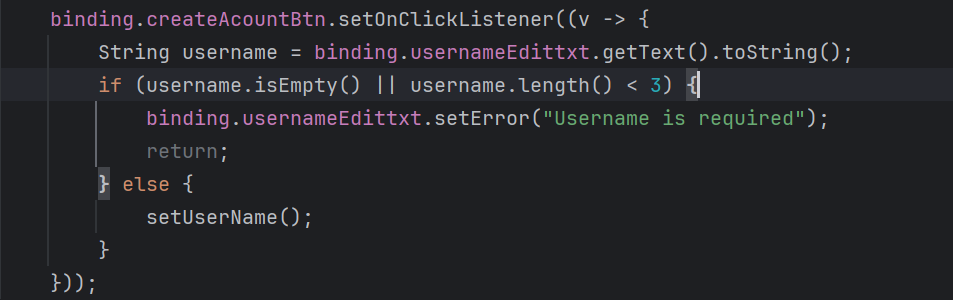 binding.createAcountBtn.setOnClickListener((v -> {
    String username = binding.usernameEdittxt.getText().toString();
    if (username.isEmpty() || username.length() < 3) {
        binding.usernameEdittxt.setError("Username is required");
        return;
    } else {
        setUserName();
    }
}));